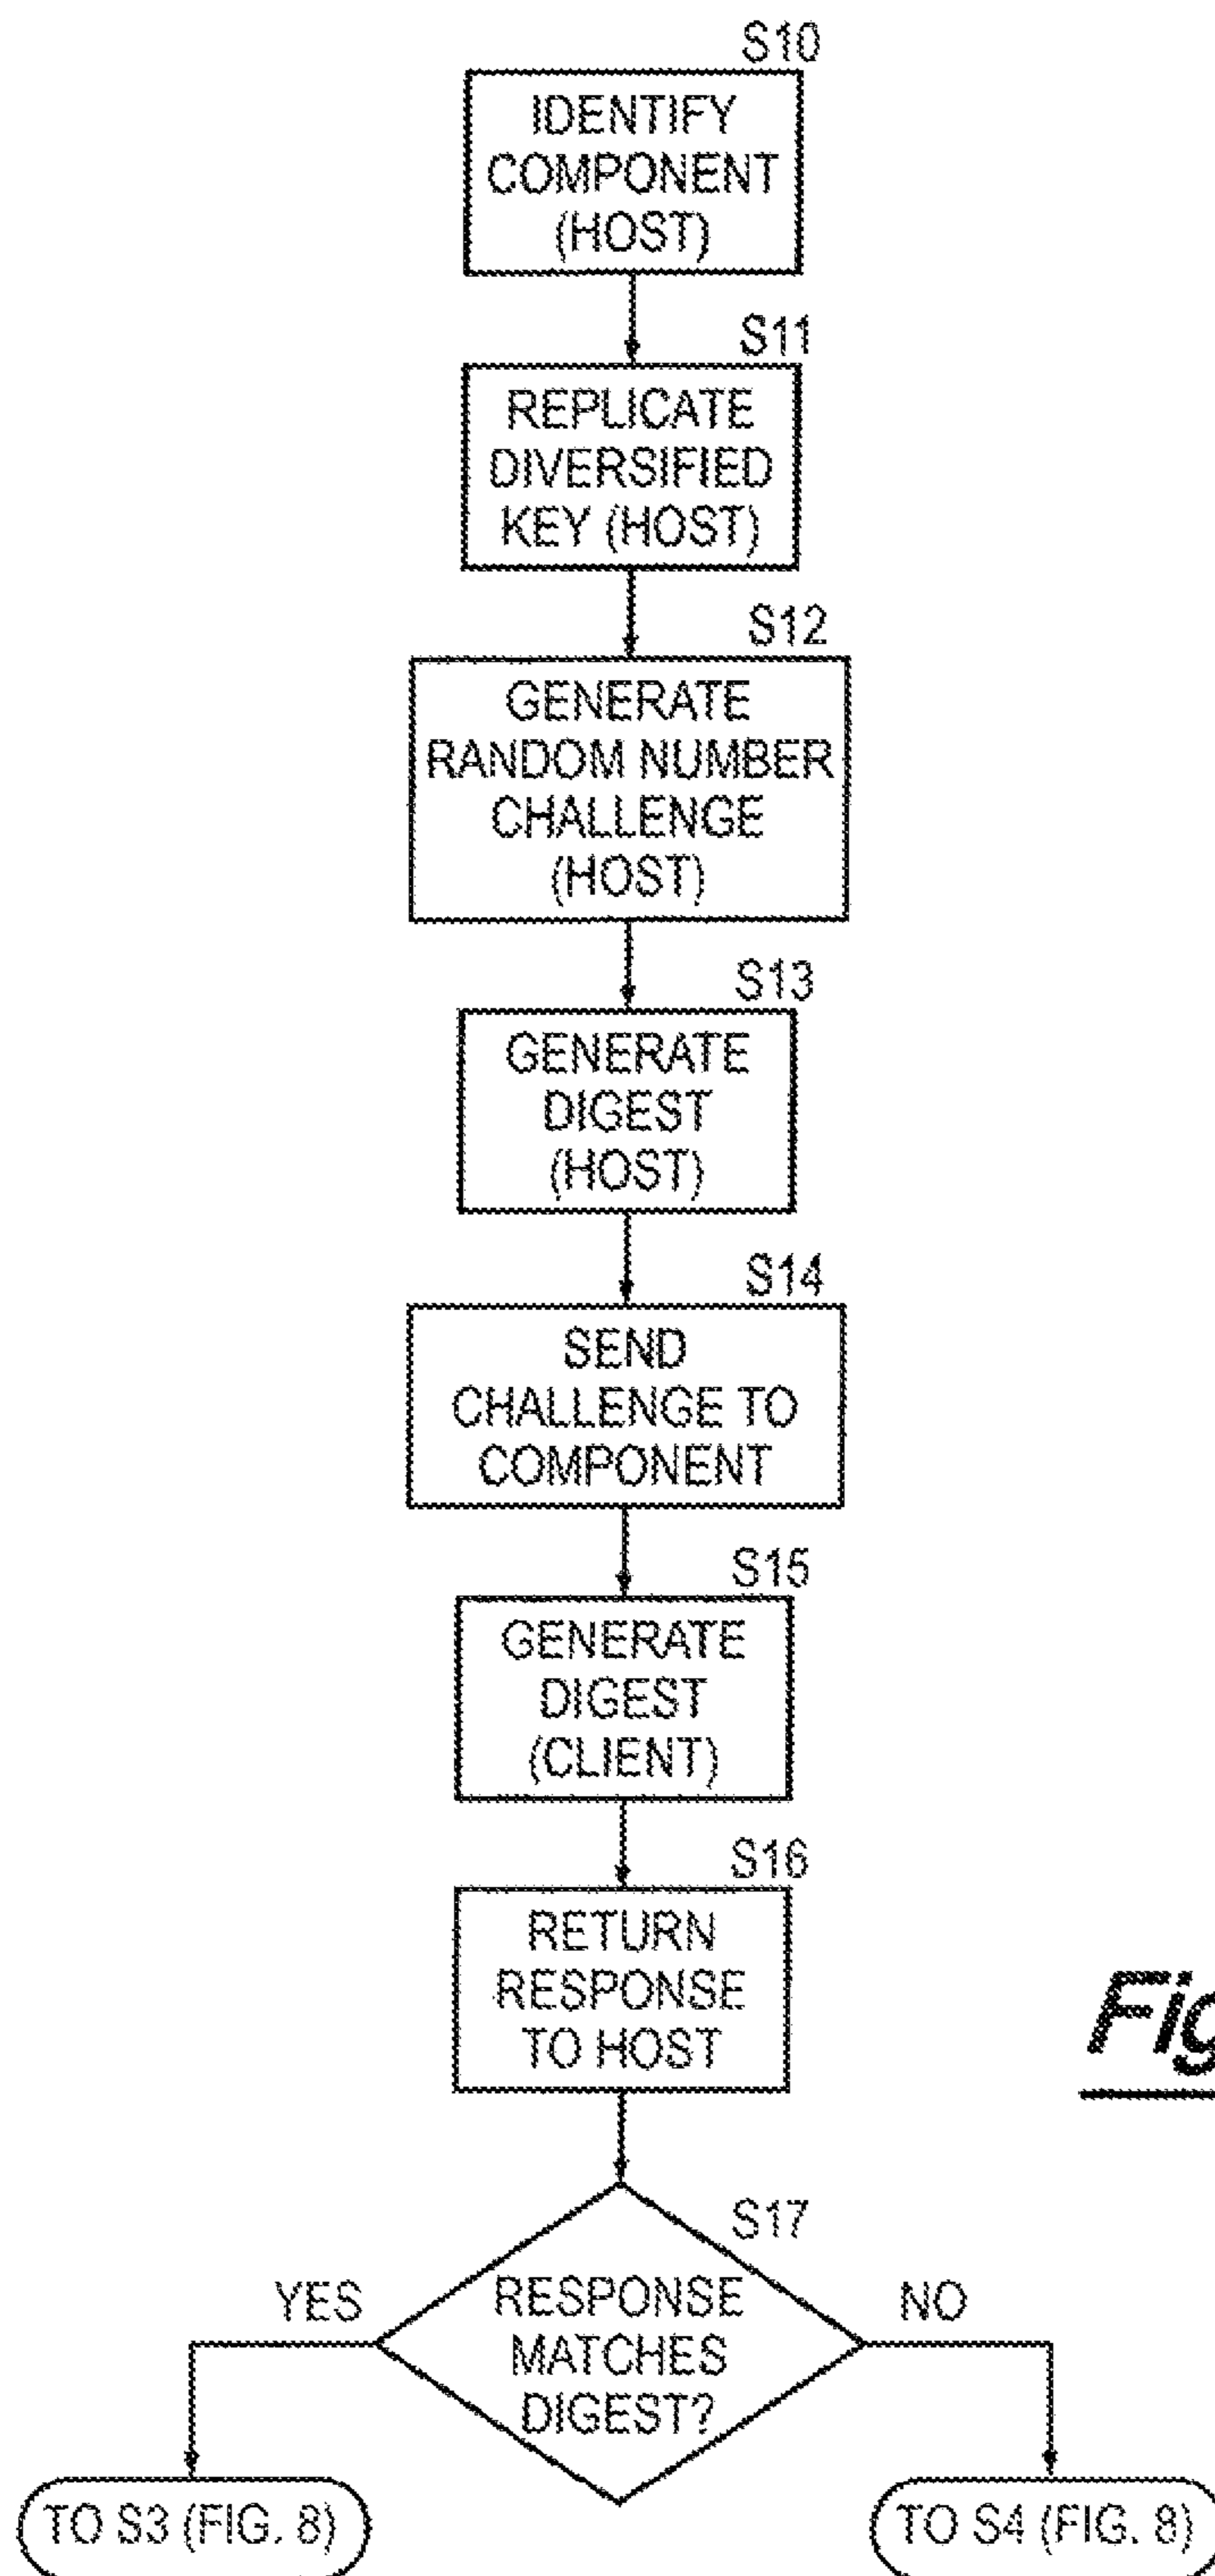 S10
IDENTIFY
COMPONENT
(HOST)
S11
REPLICATE
DIVERSIFIED
KEY (HOST)
S12
GENERATE
RANDOM NUMBER
CHALLENGE
(HOST)
S13
GENERATE
DIGEST
(HOST)
S14
SEND
CHALLENGE TO
COMPONENT
S15
GENERATE
DIGEST
(CLIENT)
S16
RETURN
RESPONSE
TO HOST
Fig
S17
YES
RESPONSE
MATCHES
DIGEST?
NO
TO S3 (FIG. 8)
TO S4 (FIG. 8)